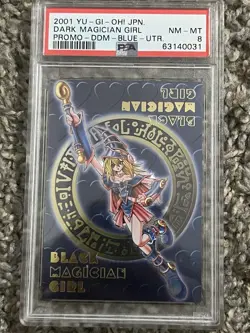 2001 YU-GI-OH! JPN.
DARK MAGICIAN GIRL
NM-MT
PROMO-DDM-BLUE-UTR.
8
PSA
63140031
BLACK
MAGICIAN
GIRL
BLACK
MAGICIAN
GIRL